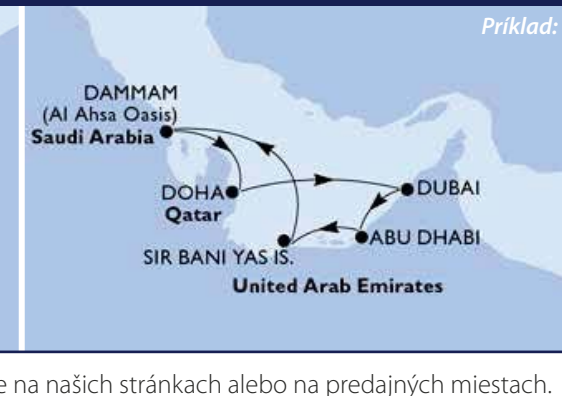 Príklad:
DAMMAM
(Al Ahsa Oasis)
Saudi Arabia
DOHA
Qatar
DUBAI
ABU DHABI
SIR BANI YAS IS.
United Arab Emirates
e na našich stránkach alebo na predajných miestach.